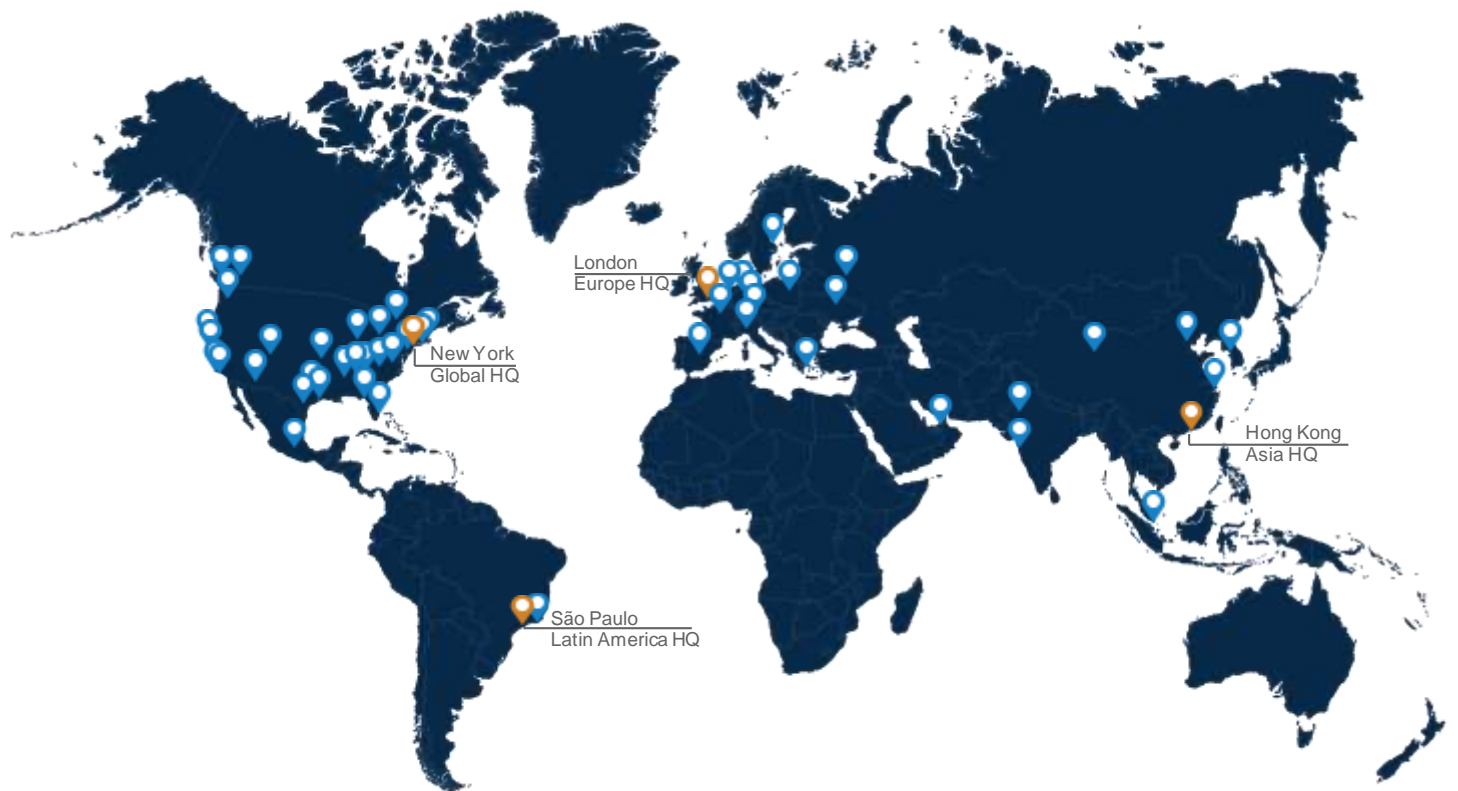 London
Europe HQ
New York
Global HQ
Hong Kong
Asia HQ
São Paulo
Latin America HQ